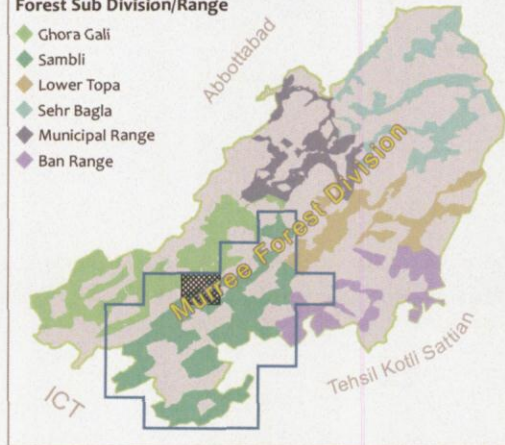 Forest Sub Division/Range
Ghora Gali
Sambli
Lower Topa
Sehr Bagla
Municipal Range
Ban Range
Abbottabad
Murree Forest Division
ICT
Tehsil Kotli Sattian